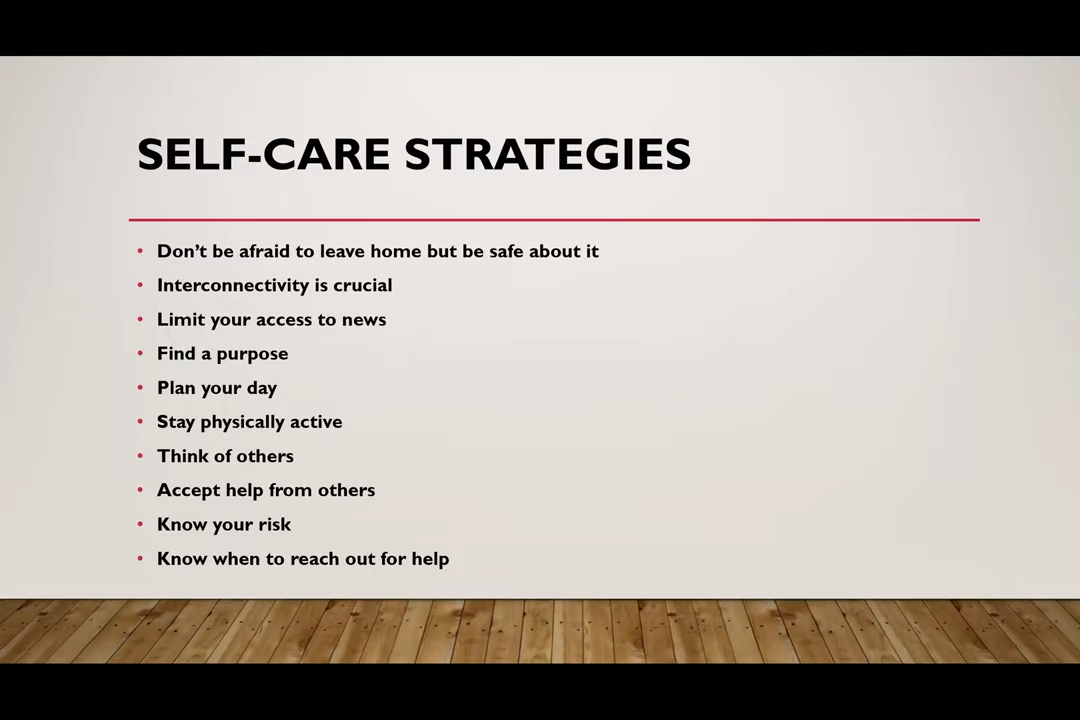 SELF-CARE STRATEGIES
• Don’t be afraid to leave home but be safe about it
• Interconnectivity is crucial
• Limit your access to news
• Find a purpose
• Plan your day
• Stay physically active
• Think of others
• Accept help from others
• Know your risk
• Know when to reach out for help